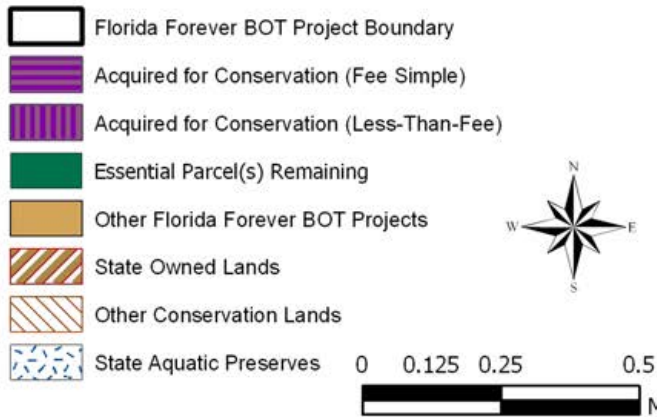 Florida Forever BOT Project Boundary
Acquired for Conservation (Fee Simple)
Acquired for Conservation (Less-Than-Fee)
Essential Parcel(s) Remaining
Other Florida Forever BOT Projects
State Owned Lands
Other Conservation Lands
State Aquatic Preserves
N
W E
S
0 0.125 0.25 0.5
M